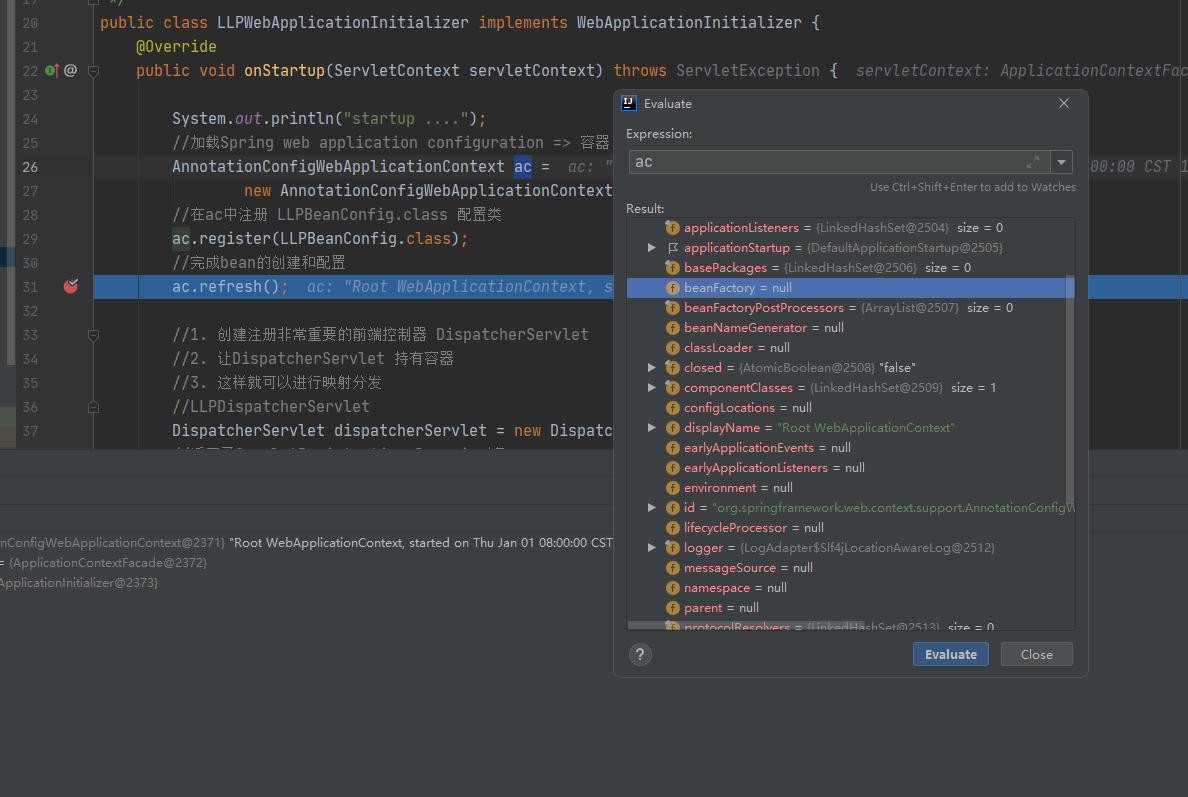 */
20 public class LLPWebApplicationInitializer implements WebApplicationInitializer {
21 @Override
22 @ public void onStartup(ServletContext servletContext) throws ServletException { servletContext: ApplicationContextFac
23
24 System.out.println("startup ....");
25 //加载Spring web application configuration => 容器
26 AnnotationConfigWebApplicationContext ac = ac: " 00:00 CST 1
27 new AnnotationConfigWebApplicationContext
28 //在ac中注册 LLPBeanConfig.class 配置类
29 ac.register(LLPBeanConfig.class);
30 //完成bean的创建和配置
31 ac.refresh(); ac: "Root WebApplicationContext, s
32
33 //1. 创建注册非常重要的前端控制器 DispatcherServlet
34 //2. 让DispatcherServlet 持有容器
35 //3. 这样就可以进行映射分发
36 //LLPDispatcherServlet
37 DispatcherServlet dispatcherServlet = new Dispatc
nConfigWebApplicationContext@2371} "Root WebApplicationContext, started on Thu Jan 01 08:00:00 CST
= {ApplicationContextFacade@2372}
ApplicationInitializer@2373}
IJ Evaluate
Expression:
ac
Use Ctrl+Shift+Enter to add to Watches
Result:
applicationListeners = {LinkedHashSet@2504} size = 0
applicationStartup = {DefaultApplicationStartup@2505}
basePackages = {LinkedHashSet@2506} size = 0
beanFactory = null
beanFactoryPostProcessors = {ArrayList@2507} size = 0
beanNameGenerator = null
classLoader = null
closed = {AtomicBoolean@2508} "false"
componentClasses = {LinkedHashSet@2509} size = 1
configLocations = null
displayName = "Root WebApplicationContext"
earlyApplicationEvents = null
earlyApplicationListeners = null
environment = null
id = "org.springframework.web.context.support.AnnotationConfigW
lifecycleProcessor = null
logger = {LogAdapter$Slf4jLocationAwareLog@2512}
messageSource = null
namespace = null
parent = null
protocolResolvers = {LinkedHashSet@2513} size = 0
? Evaluate Close